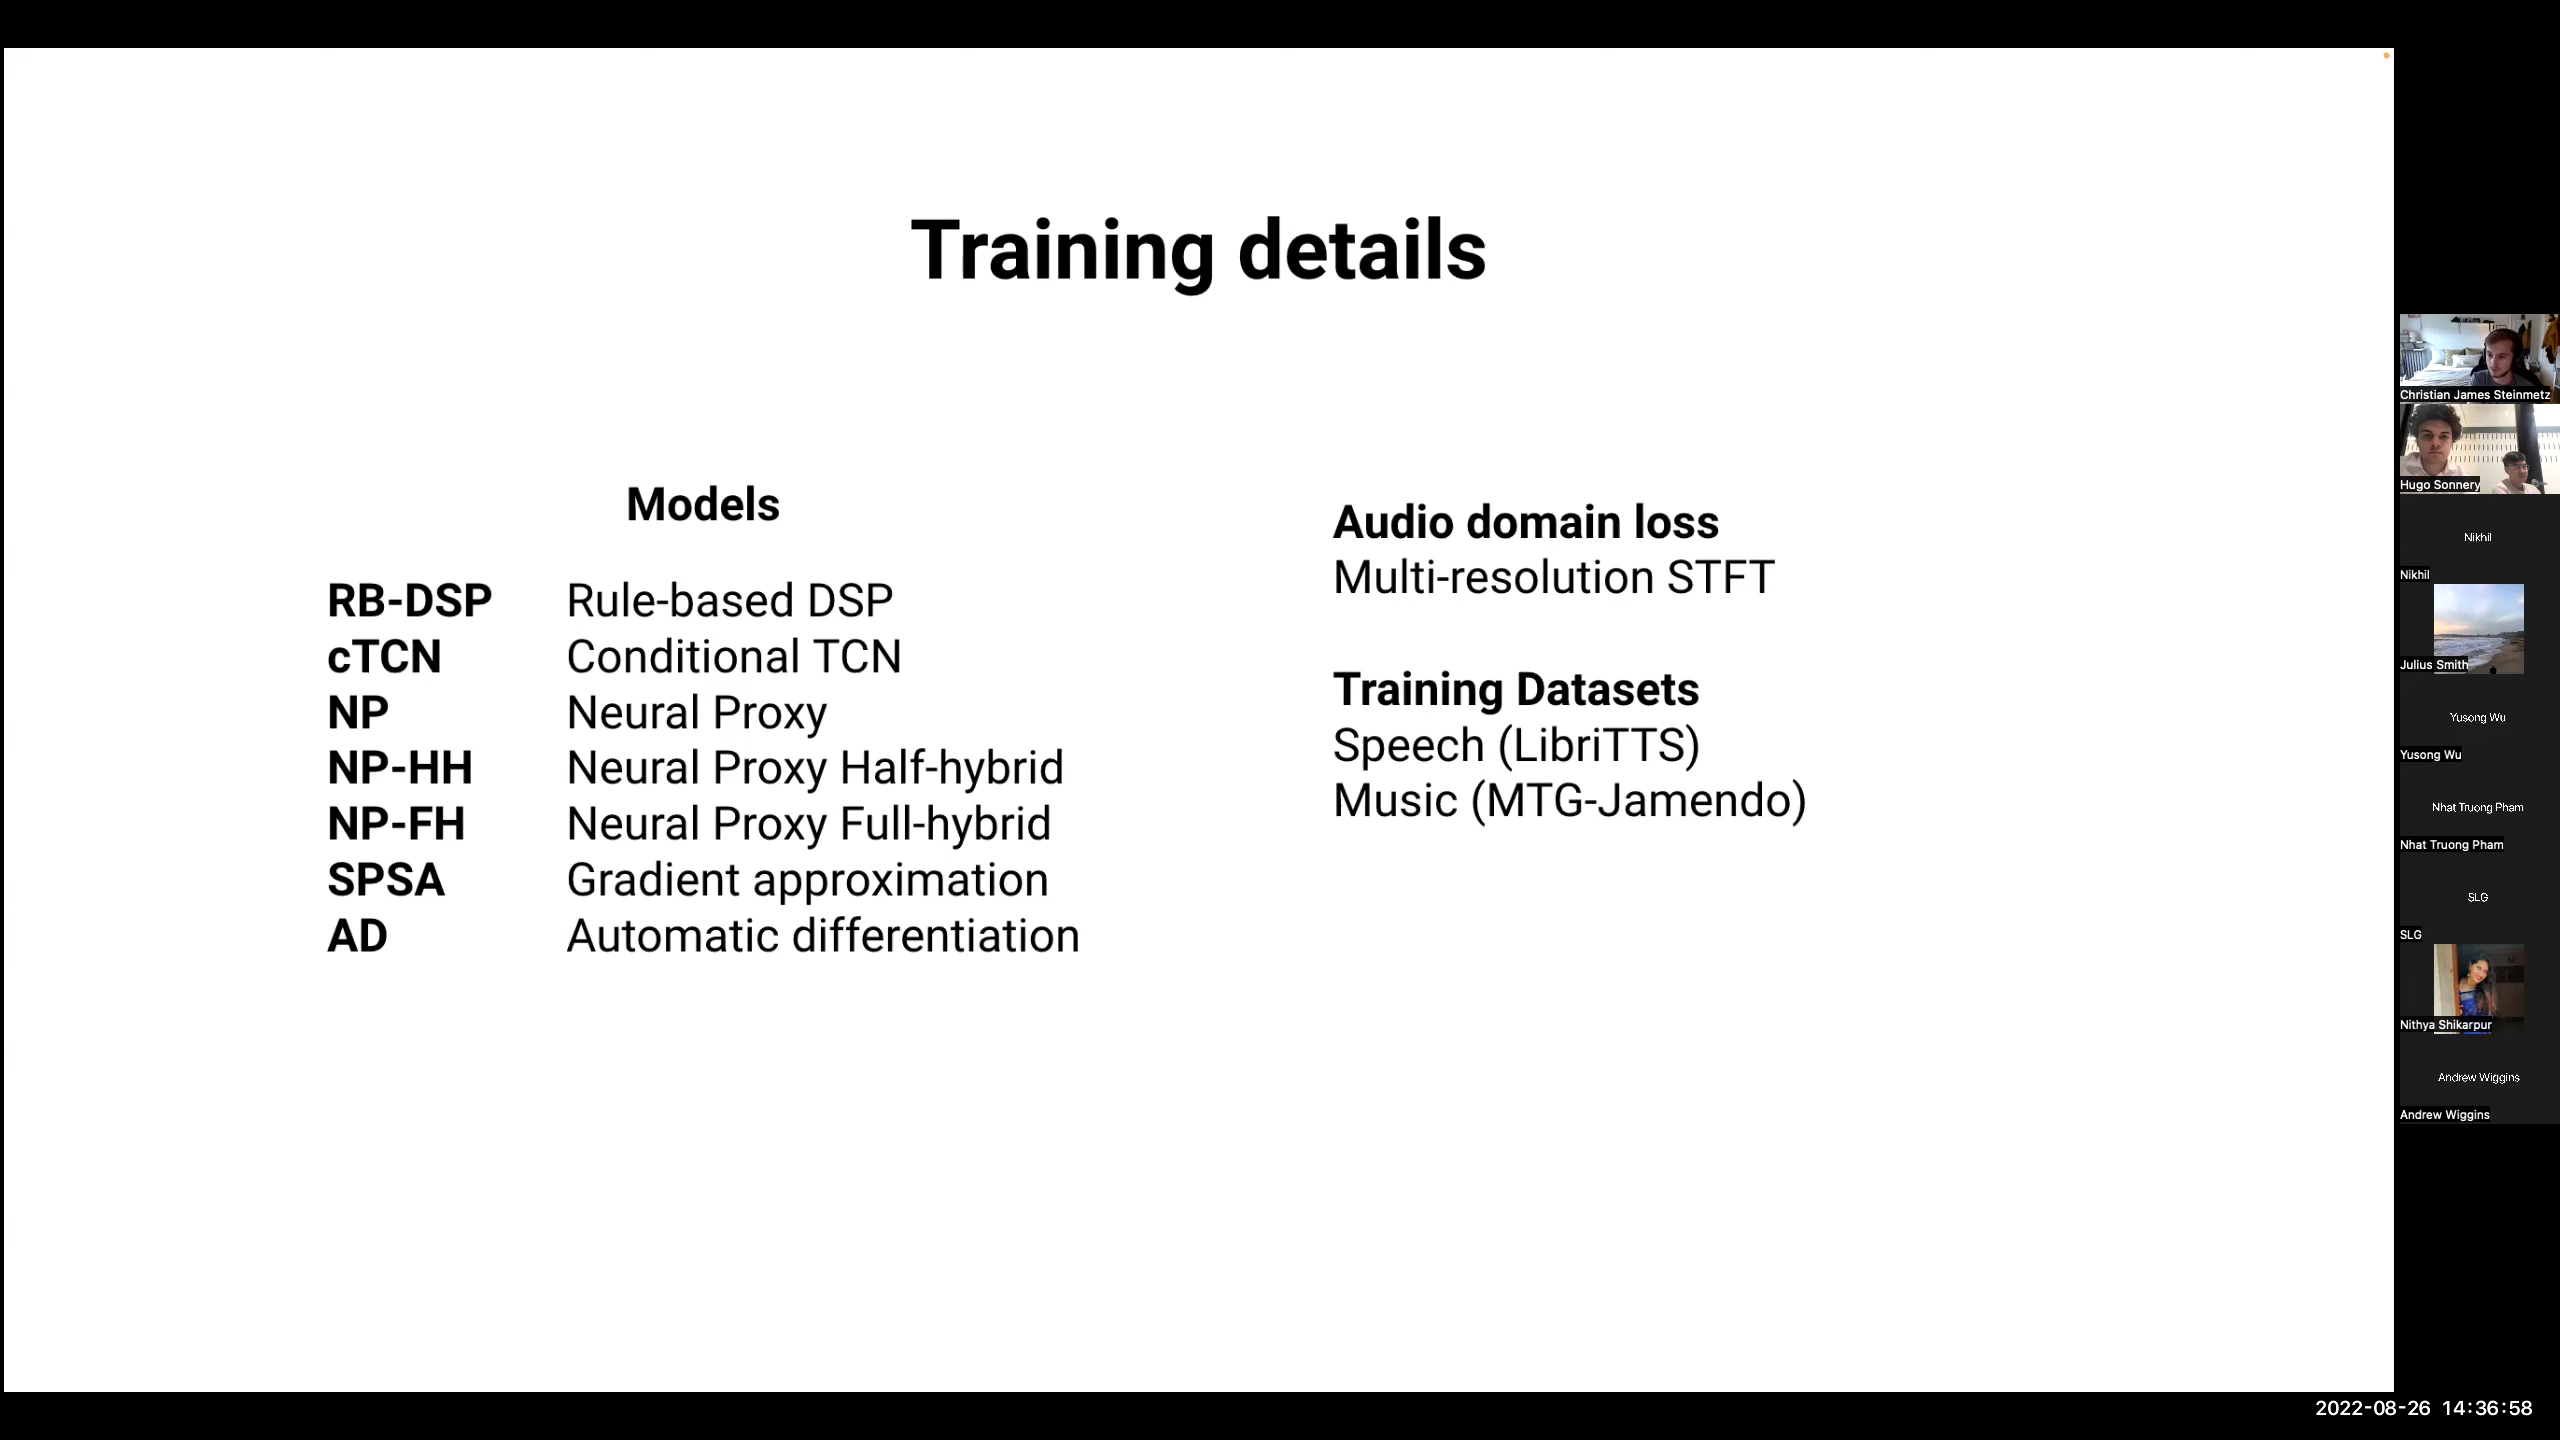 Training details
Models
RB-DSP Rule-based DSP
cTCN Conditional TCN
NP Neural Proxy
NP-HH Neural Proxy Half-hybrid
NP-FH Neural Proxy Full-hybrid
SPSA Gradient approximation
AD Automatic differentiation
Audio domain loss
Multi-resolution STFT
Training Datasets
Speech (LibriTTS)
Music (MTG-Jamendo)
Christian James Steinmetz
Hugo Sonnery
Nikhil
Nikhil
Julius Smith
Yusong Wu
Yusong Wu
Nhat Truong Pham
Nhat Truong Pham
SLG
SLG
Nithya Shikarpur
Andrew Wiggins
Andrew Wiggins
2022-08-26 14:36:58